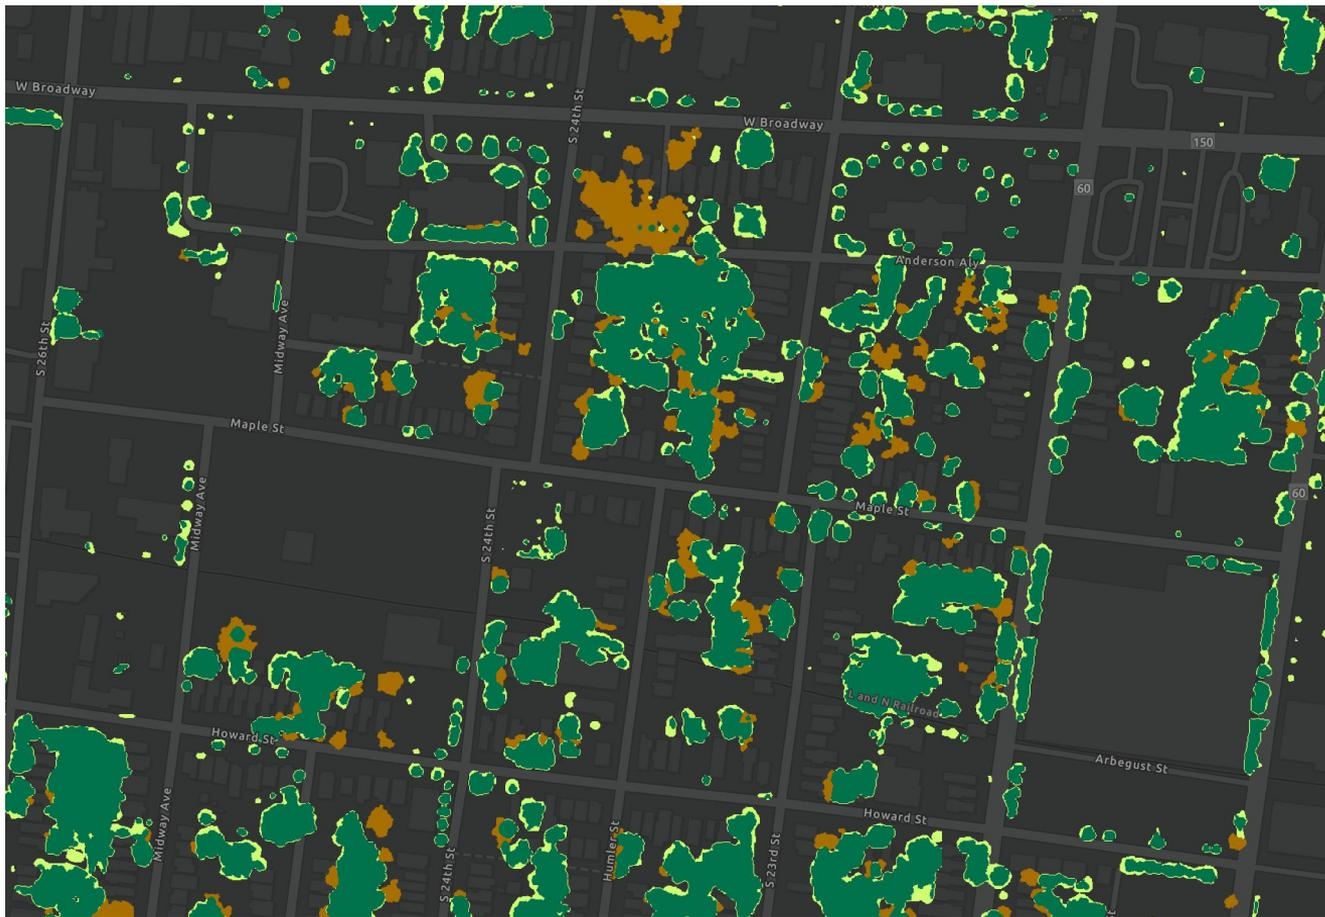 W Broadway
S 24th St
W Broadway
150
60
Anderson Aly
S 26th St
Midway Ave
Maple St
60
Midway Ave
S 24th St
Maple St
L and N Railroad
Howard St
Arbegust St
Midway Ave
S 24th St
Humler St
S 23rd St
Howard St